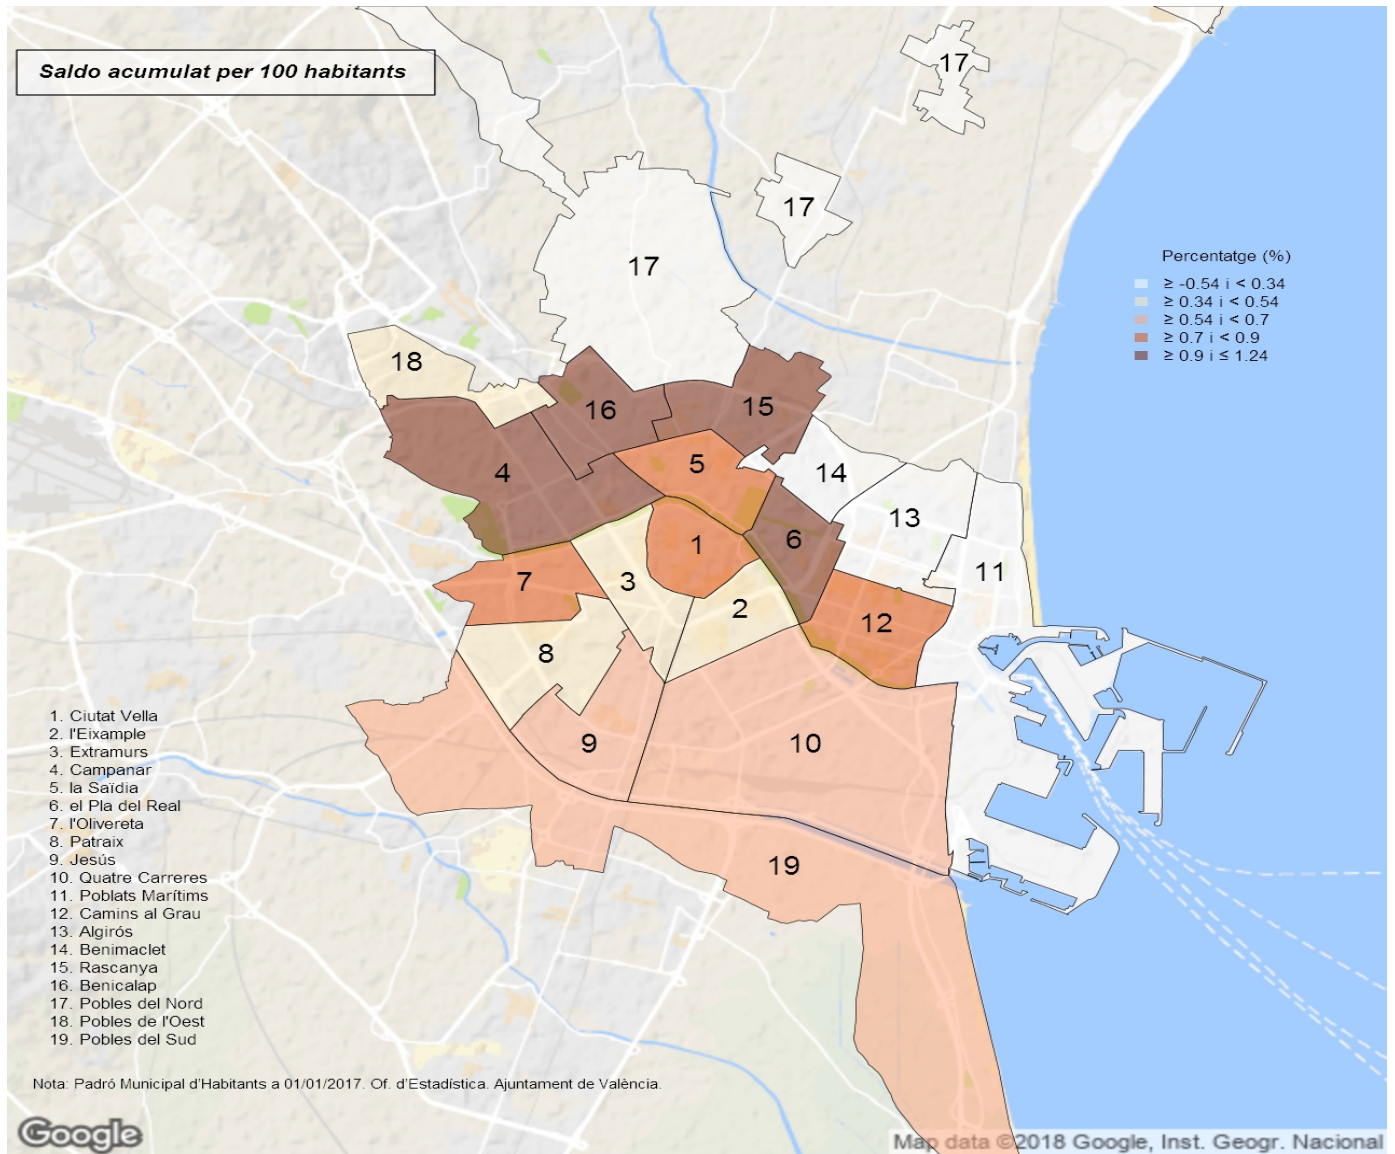 Saldo acumulat per 100 habitants
17
17
17
Percentatge (%)
≥ -0.54 i < 0.34
≥ 0.34 i < 0.54
≥ 0.54 i < 0.7
≥ 0.7 i < 0.9
≥ 0.9 i ≤ 1.24
18
16
15
4
5
14
13
6
1
11
7
3
2
12
8
9
10
19
1. Ciutat Vella
2. l'Eixample
3. Extramurs
4. Campanar
5. la Saïdia
6. el Pla del Real
7. l'Olivereta
8. Patraix
9. Jesús
10. Quatre Carreres
11. Poblats Marítims
12. Camins al Grau
13. Algirós
14. Benimaclet
15. Rascanya
16. Benicalap
17. Pobles del Nord
18. Pobles de l'Oest
19. Pobles del Sud
Nota: Padró Municipal d'Habitants a 01/01/2017. Of. d'Estadística. Ajuntament de València.
Google
Map data ©2018 Google, Inst. Geogr. Nacional